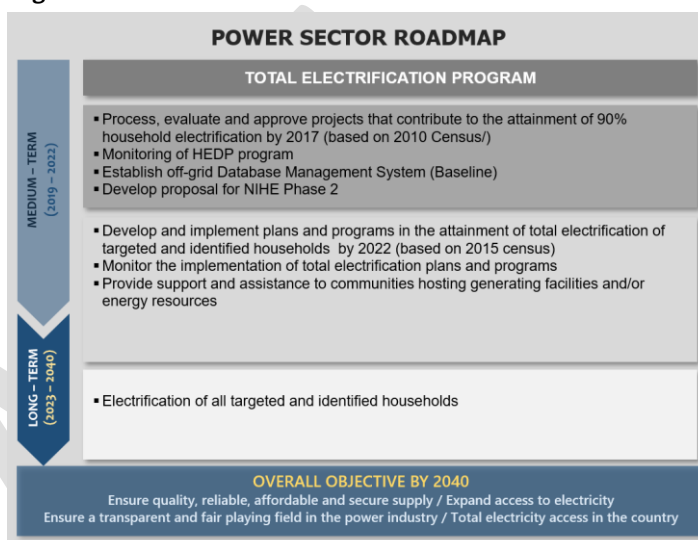 POWER SECTOR ROADMAP
TOTAL ELECTRIFICATION PROGRAM
MEDIUM – TERM
(2019 – 2022)
▪ Process, evaluate and approve projects that contribute to the attainment of 90%
household electrification by 2017 (based on 2010 Census/)
▪ Monitoring of HEDP program
▪ Establish off-grid Database Management System (Baseline)
▪ Develop proposal for NIHE Phase 2
▪ Develop and implement plans and programs in the attainment of total electrification of
targeted and identified households by 2022 (based on 2015 census)
▪ Monitor the implementation of total electrification plans and programs
▪ Provide support and assistance to communities hosting generating facilities and/or
energy resources
LONG – TERM
(2023 – 2040)
▪ Electrification of all targeted and identified households
OVERALL OBJECTIVE BY 2040
Ensure quality, reliable, affordable and secure supply / Expand access to electricity
Ensure a transparent and fair playing field in the power industry / Total electricity access in the country